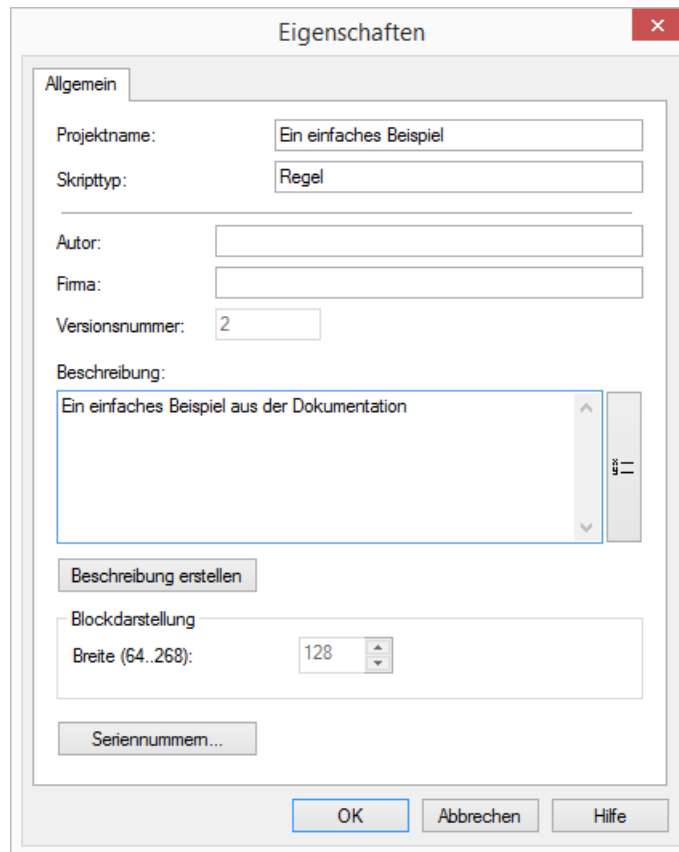 Eigenschaften
Allgemein
Projektname: Ein einfaches Beispiel
Skripttyp: Regel
Autor:
Firma:
Versionsnummer: 2
Beschreibung:
Ein einfaches Beispiel aus der Dokumentation
Beschreibung erstellen
Blockdarstellung
Breite (64..268): 128
Seriennummern...
OK Abbrechen Hilfe